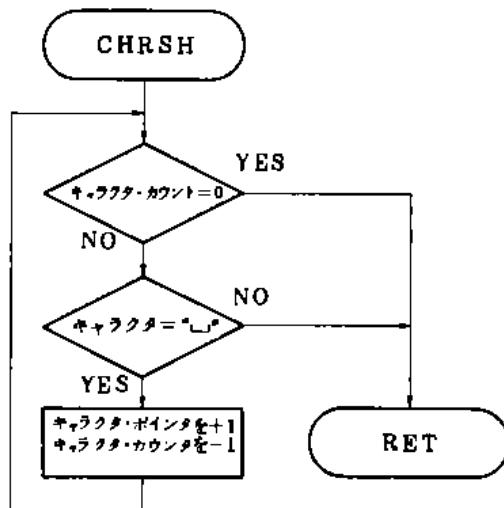 CHRSH
YES
キャラクタ・カウント=0
NO
NO
キャラクタ="␣"
YES
キャラクタ・ポインタを+1
キャラクタ・カウンタを-1
RET